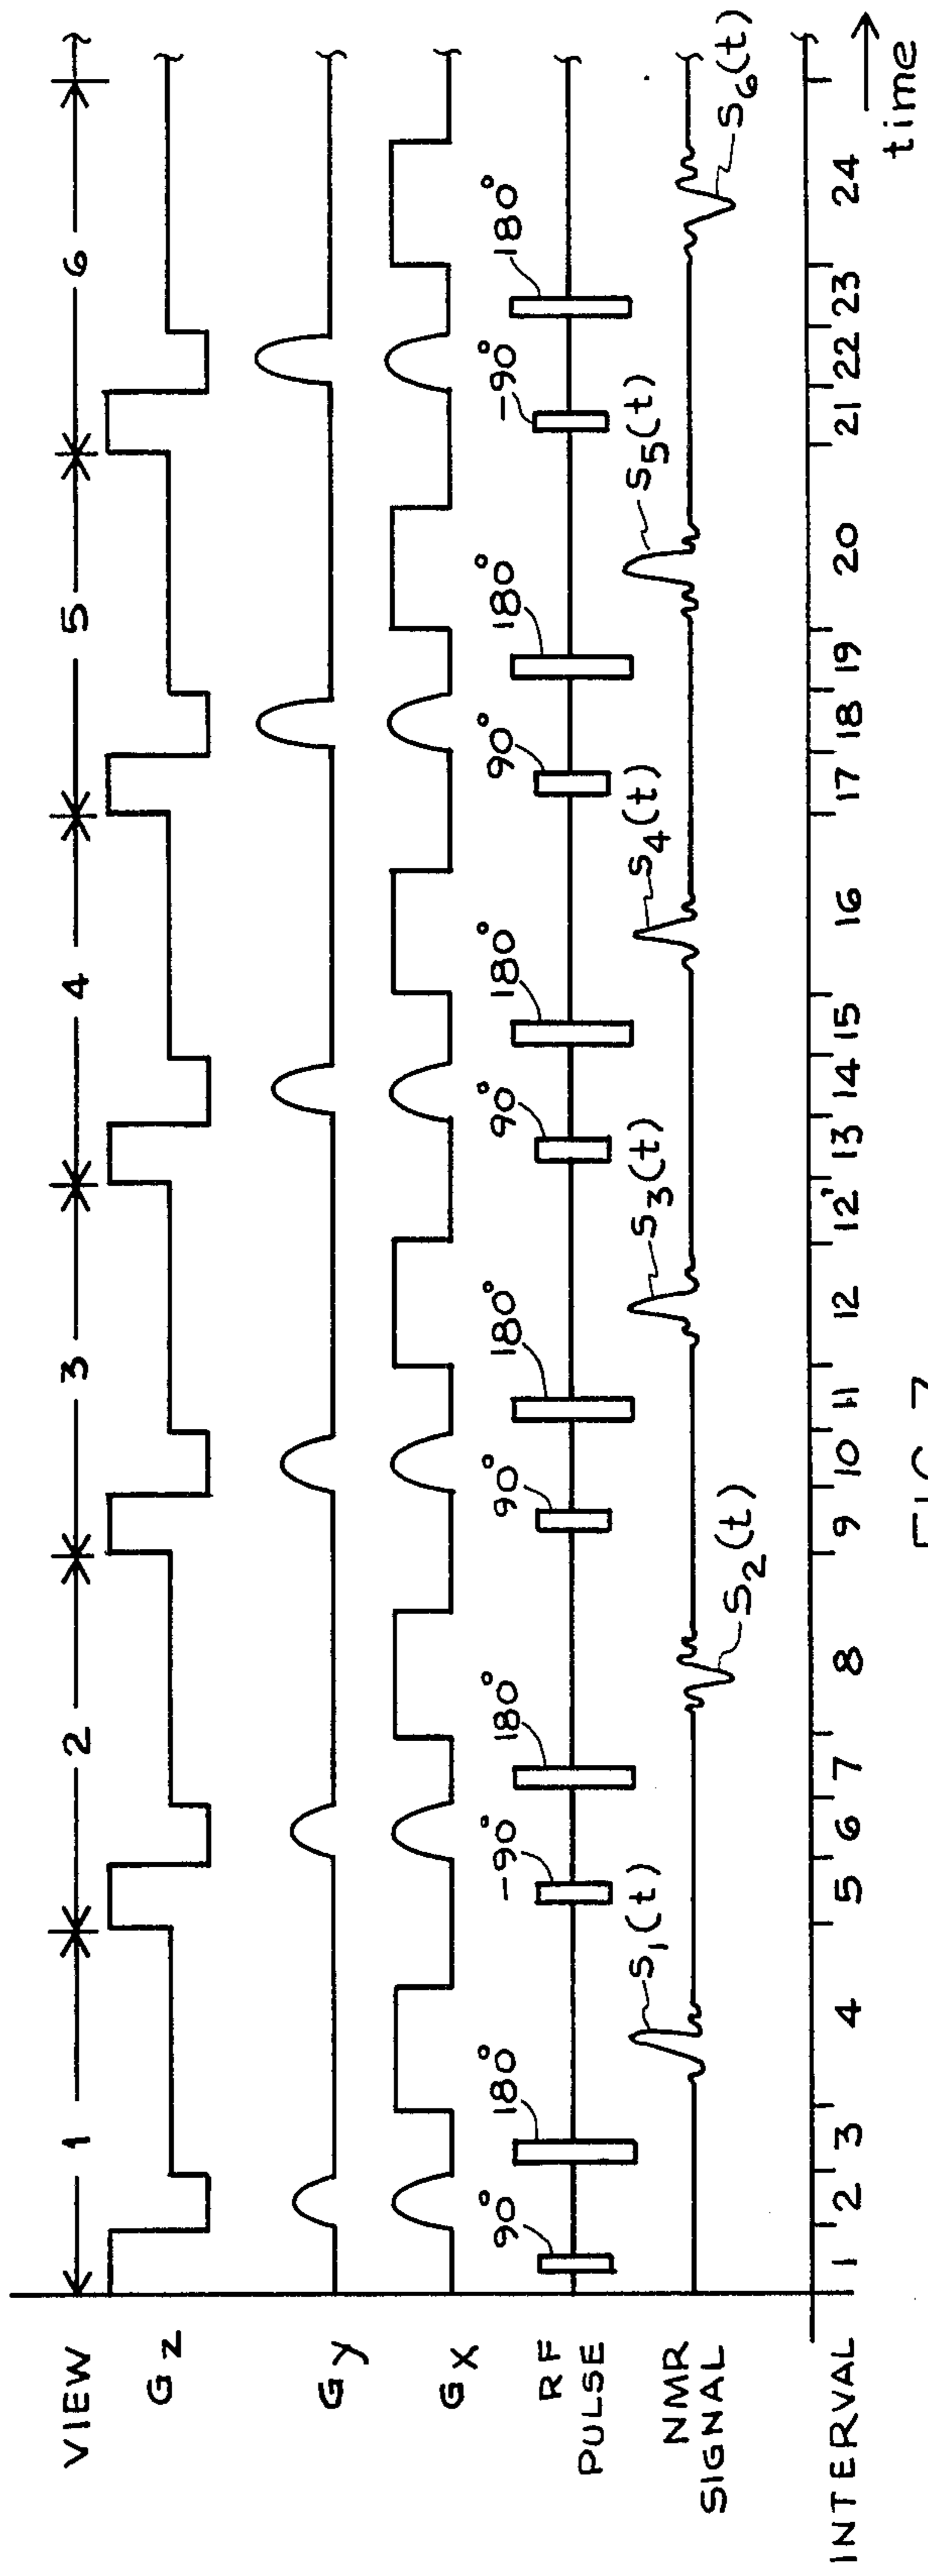 VIEW 1 2 3 4 5 6
Gz
Gy
Gx
RF PULSE 90° 180° -90° 180° 90° 180° 90° 180° 90° 180° -90° 180°
NMR SIGNAL S1(t) S2(t) S3(t) S4(t) S5(t) S6(t)
INTERVAL 1 2 3 4 5 6 7 8 9 10 11 12 12' 13 14 15 16 17 18 19 20 21 22 23 24
time